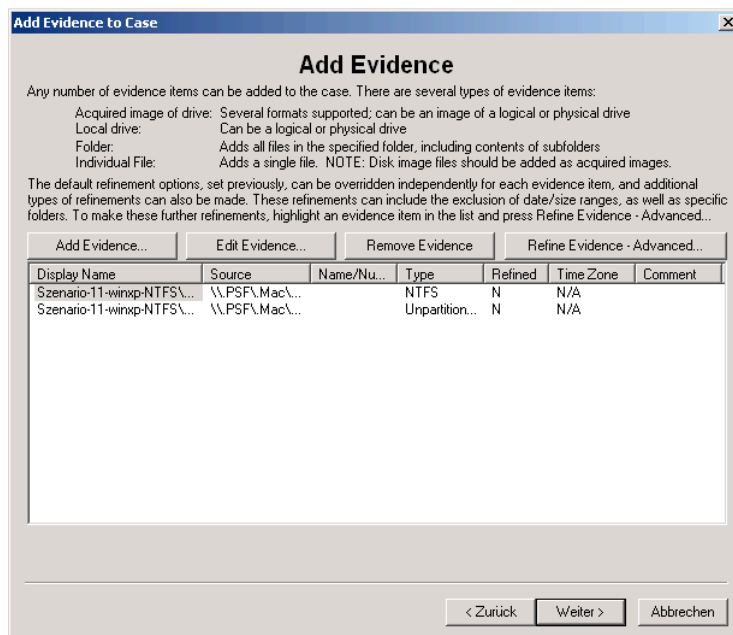 Add Evidence to Case
Add Evidence
Any number of evidence items can be added to the case. There are several types of evidence items:
Acquired image of drive: Several formats supported; can be an image of a logical or physical drive
Local drive: Can be a logical or physical drive
Folder: Adds all files in the specified folder, including contents of subfolders
Individual File: Adds a single file. NOTE: Disk image files should be added as acquired images.
The default refinement options, set previously, can be overridden independently for each evidence item, and additional
types of refinements can also be made. These refinements can include the exclusion of date/size ranges, as well as specific
folders. To make these further refinements, highlight an evidence item in the list and press Refine Evidence - Advanced...
Add Evidence... Edit Evidence... Remove Evidence Refine Evidence - Advanced...
Display Name Source Name/Nu... Type Refined Time Zone Comment
Szenario-11-winxp-NTFS\... \\.PSF\.Mac\... NTFS N N/A
Szenario-11-winxp-NTFS\... \\.PSF\.Mac\... Unpartition... N N/A
< Zurück Weiter > Abbrechen